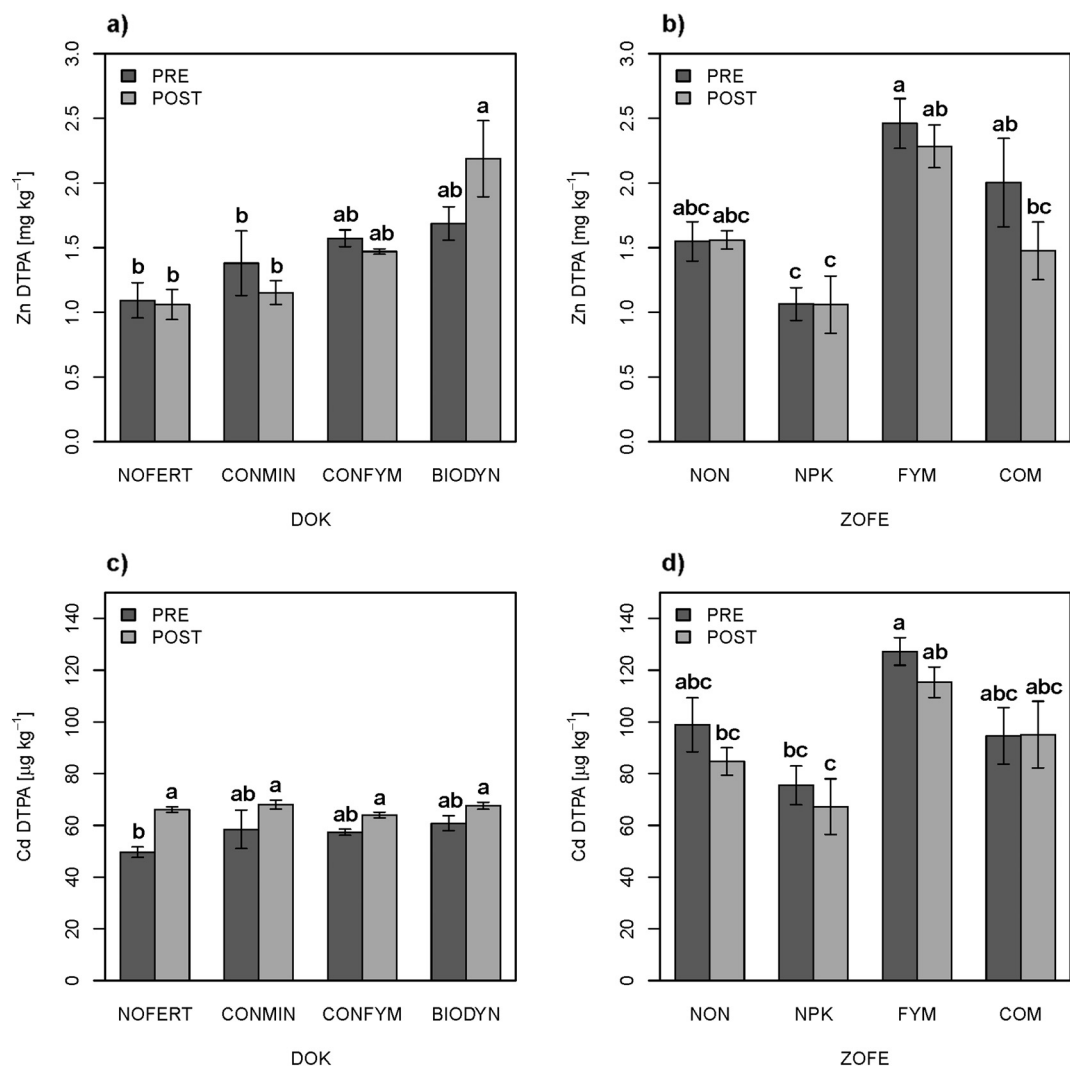 a)
3.0
2.5
2.0
1.5
1.0
0.5
0.0
Zn DTPA [mg kg⁻¹]
PRE
POST
b b b b ab ab ab a
NOFERT CONMIN CONFYM BIODYN
DOK
b)
3.0
2.5
2.0
1.5
1.0
0.5
0.0
Zn DTPA [mg kg⁻¹]
PRE
POST
abc abc c c a ab ab bc
NON NPK FYM COM
ZOFE
c)
140
120
100
80
60
40
20
0
Cd DTPA [µg kg⁻¹]
PRE
POST
b a ab a ab a ab a
NOFERT CONMIN CONFYM BIODYN
DOK
d)
140
120
100
80
60
40
20
0
Cd DTPA [µg kg⁻¹]
PRE
POST
abc bc bc c a ab abc abc
NON NPK FYM COM
ZOFE